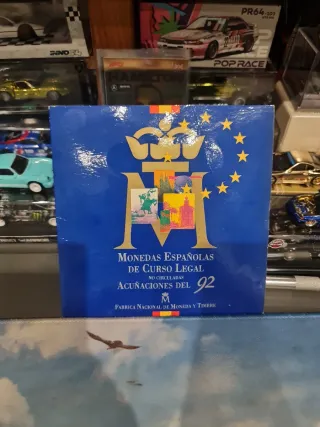 PR64
POP RACE
M
MONEDAS ESPAÑOLAS
DE CURSO LEGAL
NO CIRCULADAS
ACUÑACIONES DEL 92
M
FABRICA NACIONAL DE MONEDA Y TIMBRE